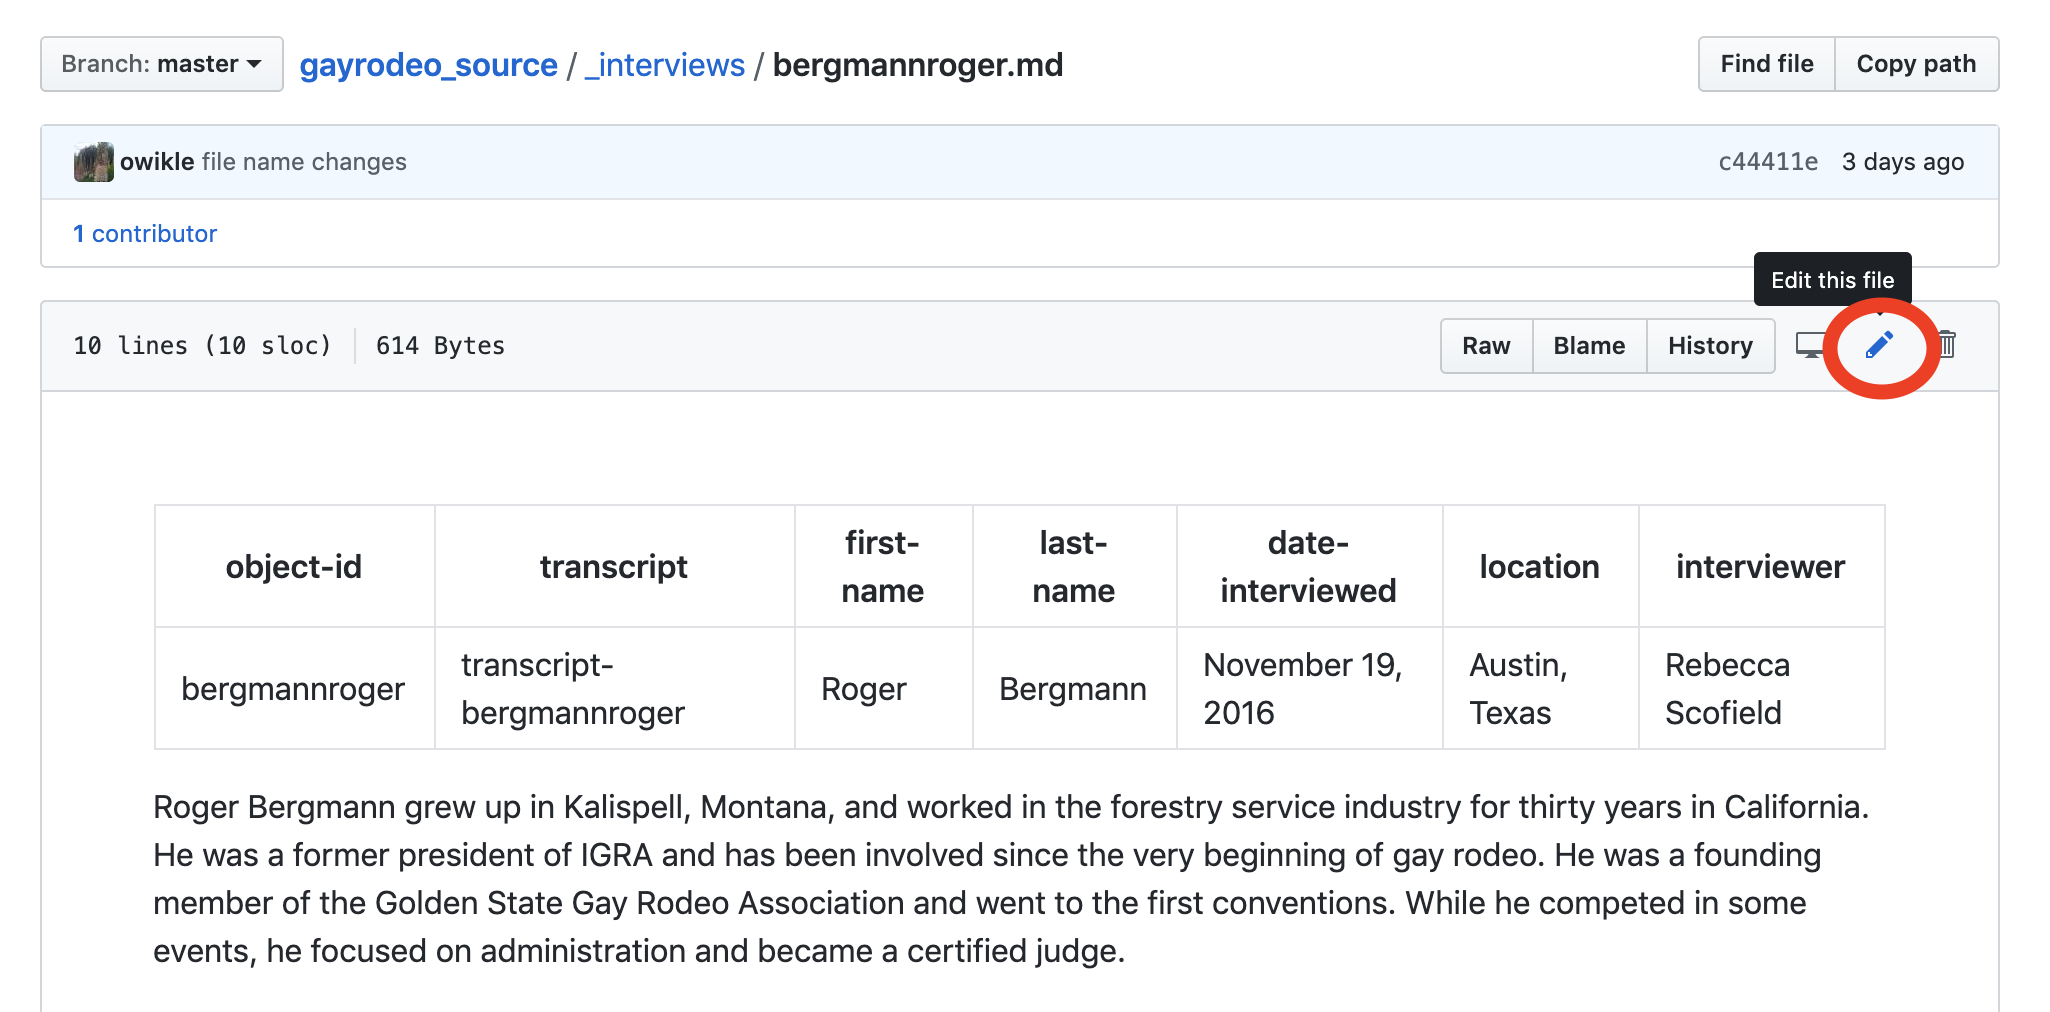 Branch: master gayrodeo_source / _interviews / bergmannroger.md Find file Copy path
owikle file name changes c44411e 3 days ago
1 contributor
Edit this file
10 lines (10 sloc) 614 Bytes Raw Blame History
object-id transcript first-name last-name date-interviewed location interviewer
bergmannroger transcript-bergmannroger Roger Bergmann November 19, 2016 Austin, Texas Rebecca Scofield
Roger Bergmann grew up in Kalispell, Montana, and worked in the forestry service industry for thirty years in California.
He was a former president of IGRA and has been involved since the very beginning of gay rodeo. He was a founding
member of the Golden State Gay Rodeo Association and went to the first conventions. While he competed in some
events, he focused on administration and became a certified judge.